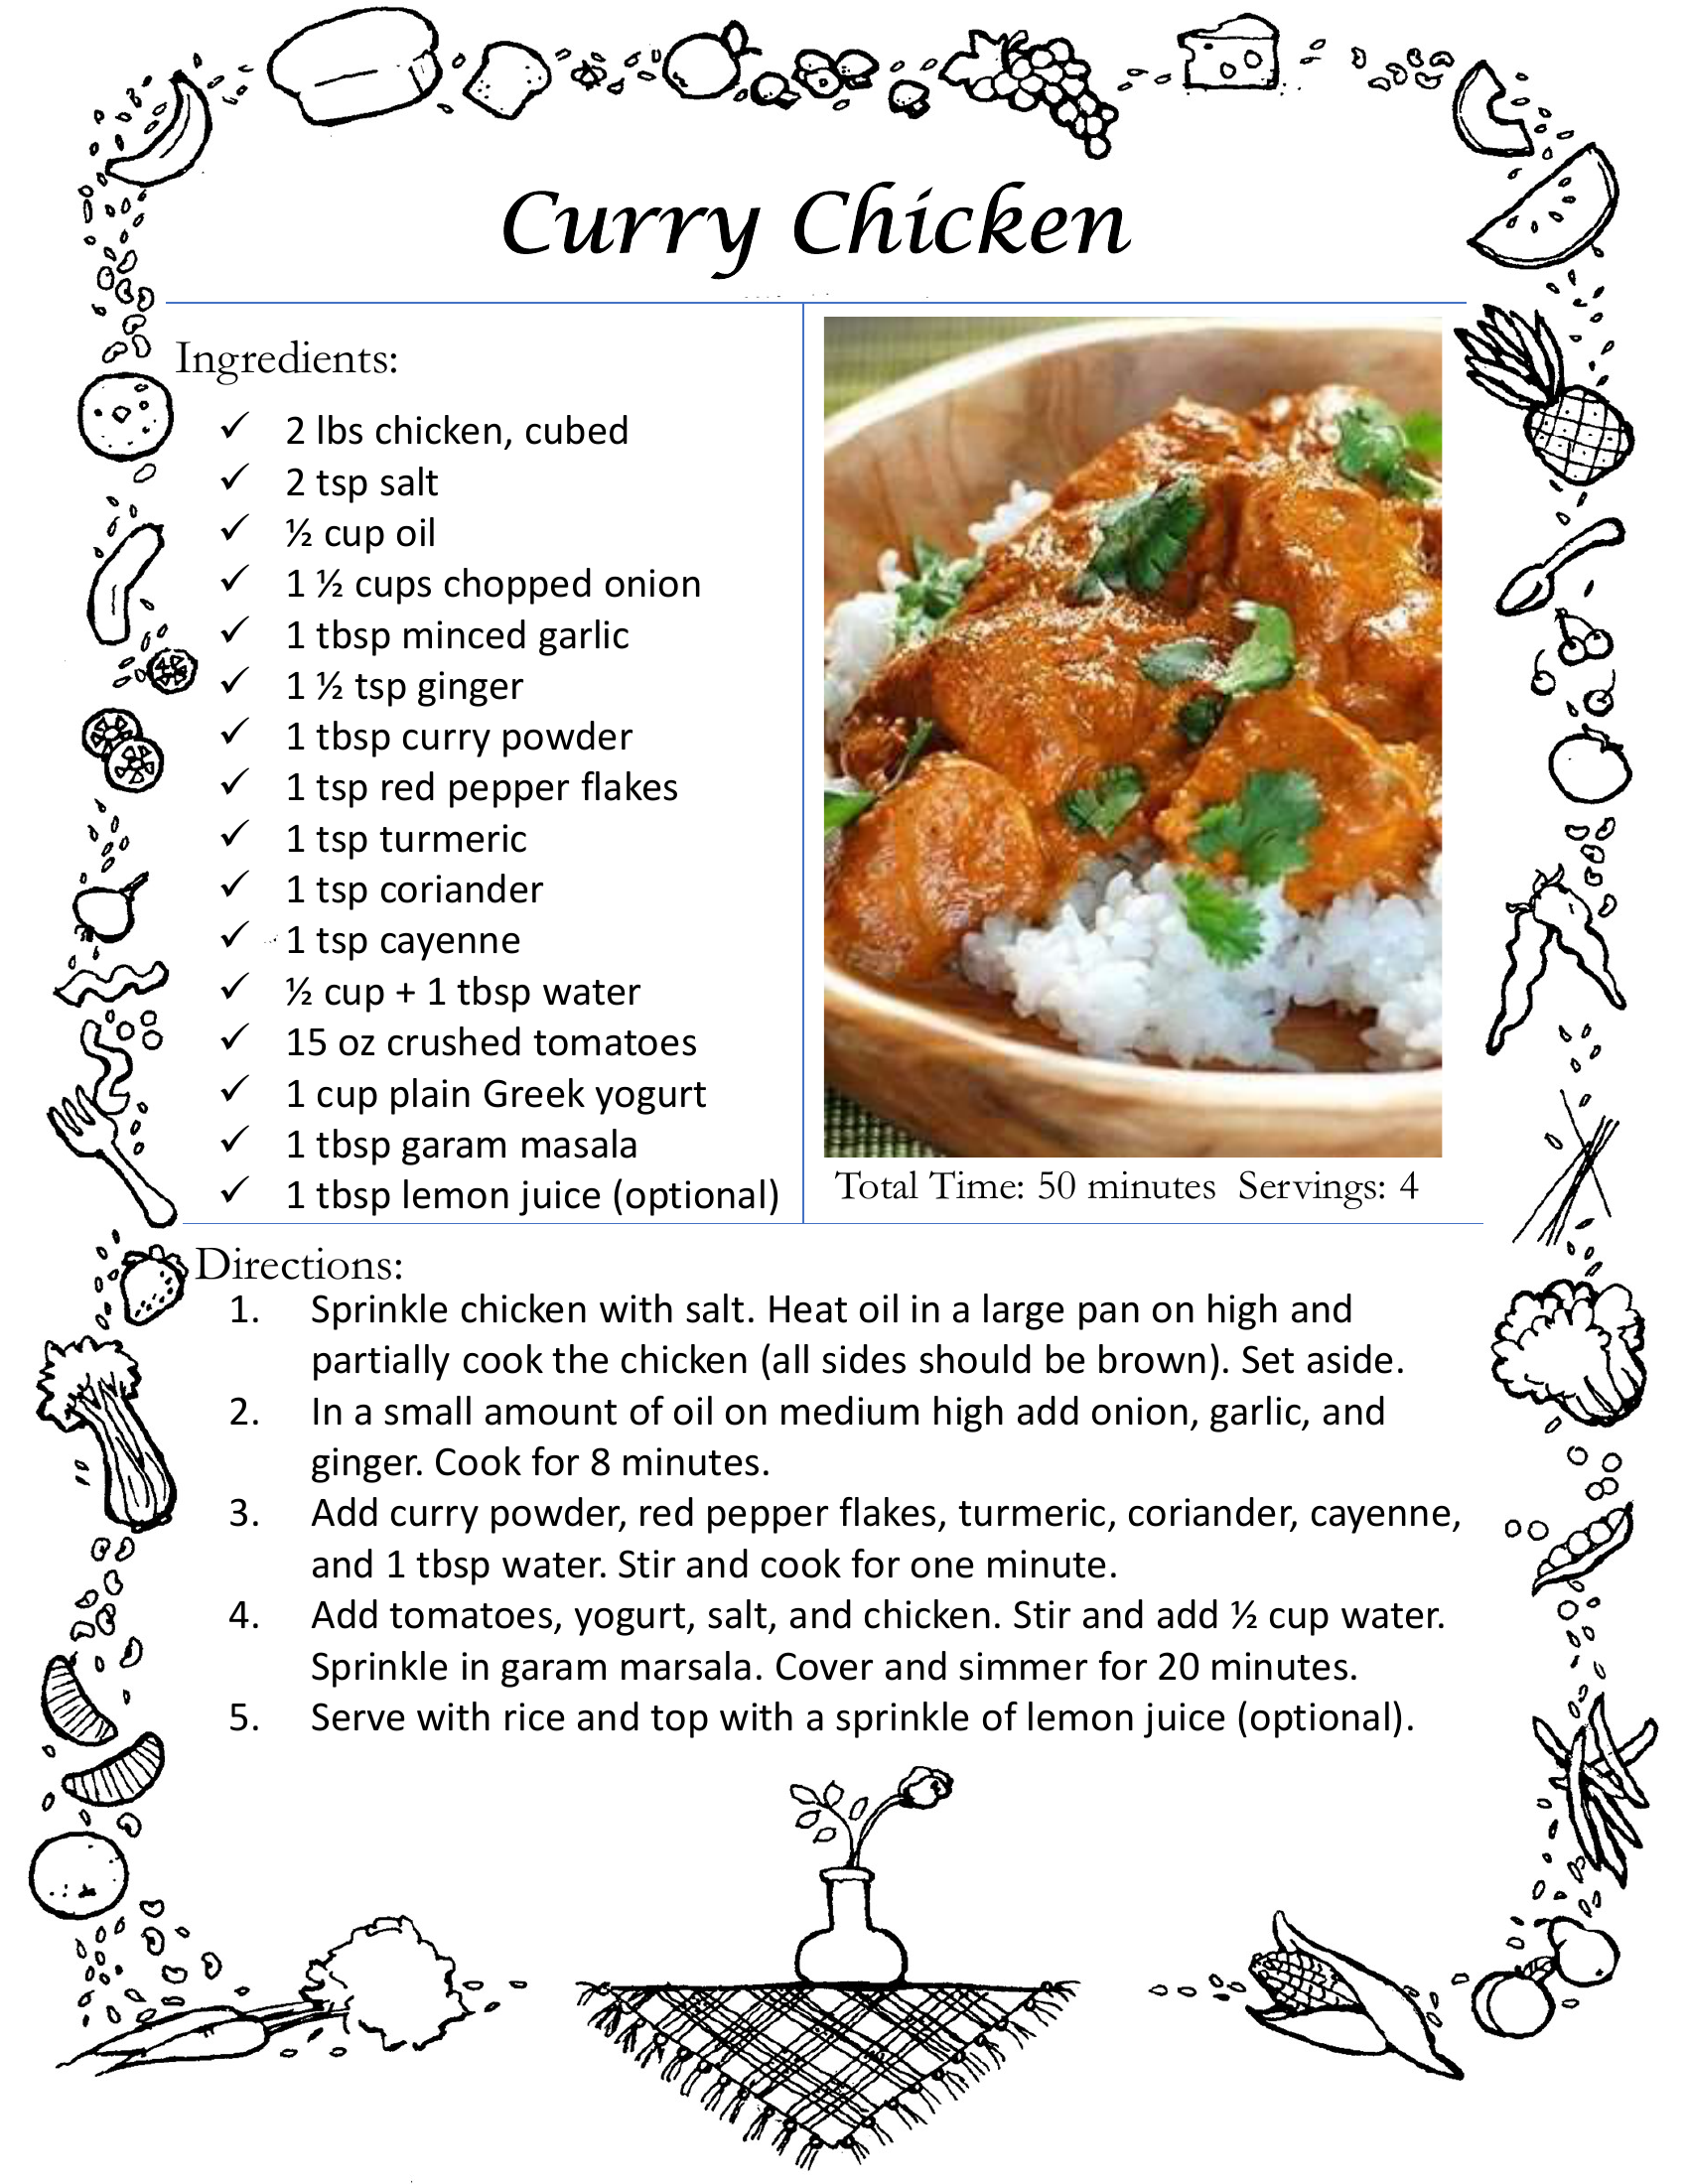 Curry Chicken
Ingredients:
✓ 2 lbs chicken, cubed
✓ 2 tsp salt
✓ ½ cup oil
✓ 1 ½ cups chopped onion
✓ 1 tbsp minced garlic
✓ 1 ½ tsp ginger
✓ 1 tbsp curry powder
✓ 1 tsp red pepper flakes
✓ 1 tsp turmeric
✓ 1 tsp coriander
✓ 1 tsp cayenne
✓ ½ cup + 1 tbsp water
✓ 15 oz crushed tomatoes
✓ 1 cup plain Greek yogurt
✓ 1 tbsp garam masala
✓ 1 tbsp lemon juice (optional)
Total Time: 50 minutes  Servings: 4
Directions:
1. Sprinkle chicken with salt. Heat oil in a large pan on high and
partially cook the chicken (all sides should be brown). Set aside.
2. In a small amount of oil on medium high add onion, garlic, and
ginger. Cook for 8 minutes.
3. Add curry powder, red pepper flakes, turmeric, coriander, cayenne,
and 1 tbsp water. Stir and cook for one minute.
4. Add tomatoes, yogurt, salt, and chicken. Stir and add ½ cup water.
Sprinkle in garam marsala. Cover and simmer for 20 minutes.
5. Serve with rice and top with a sprinkle of lemon juice (optional).